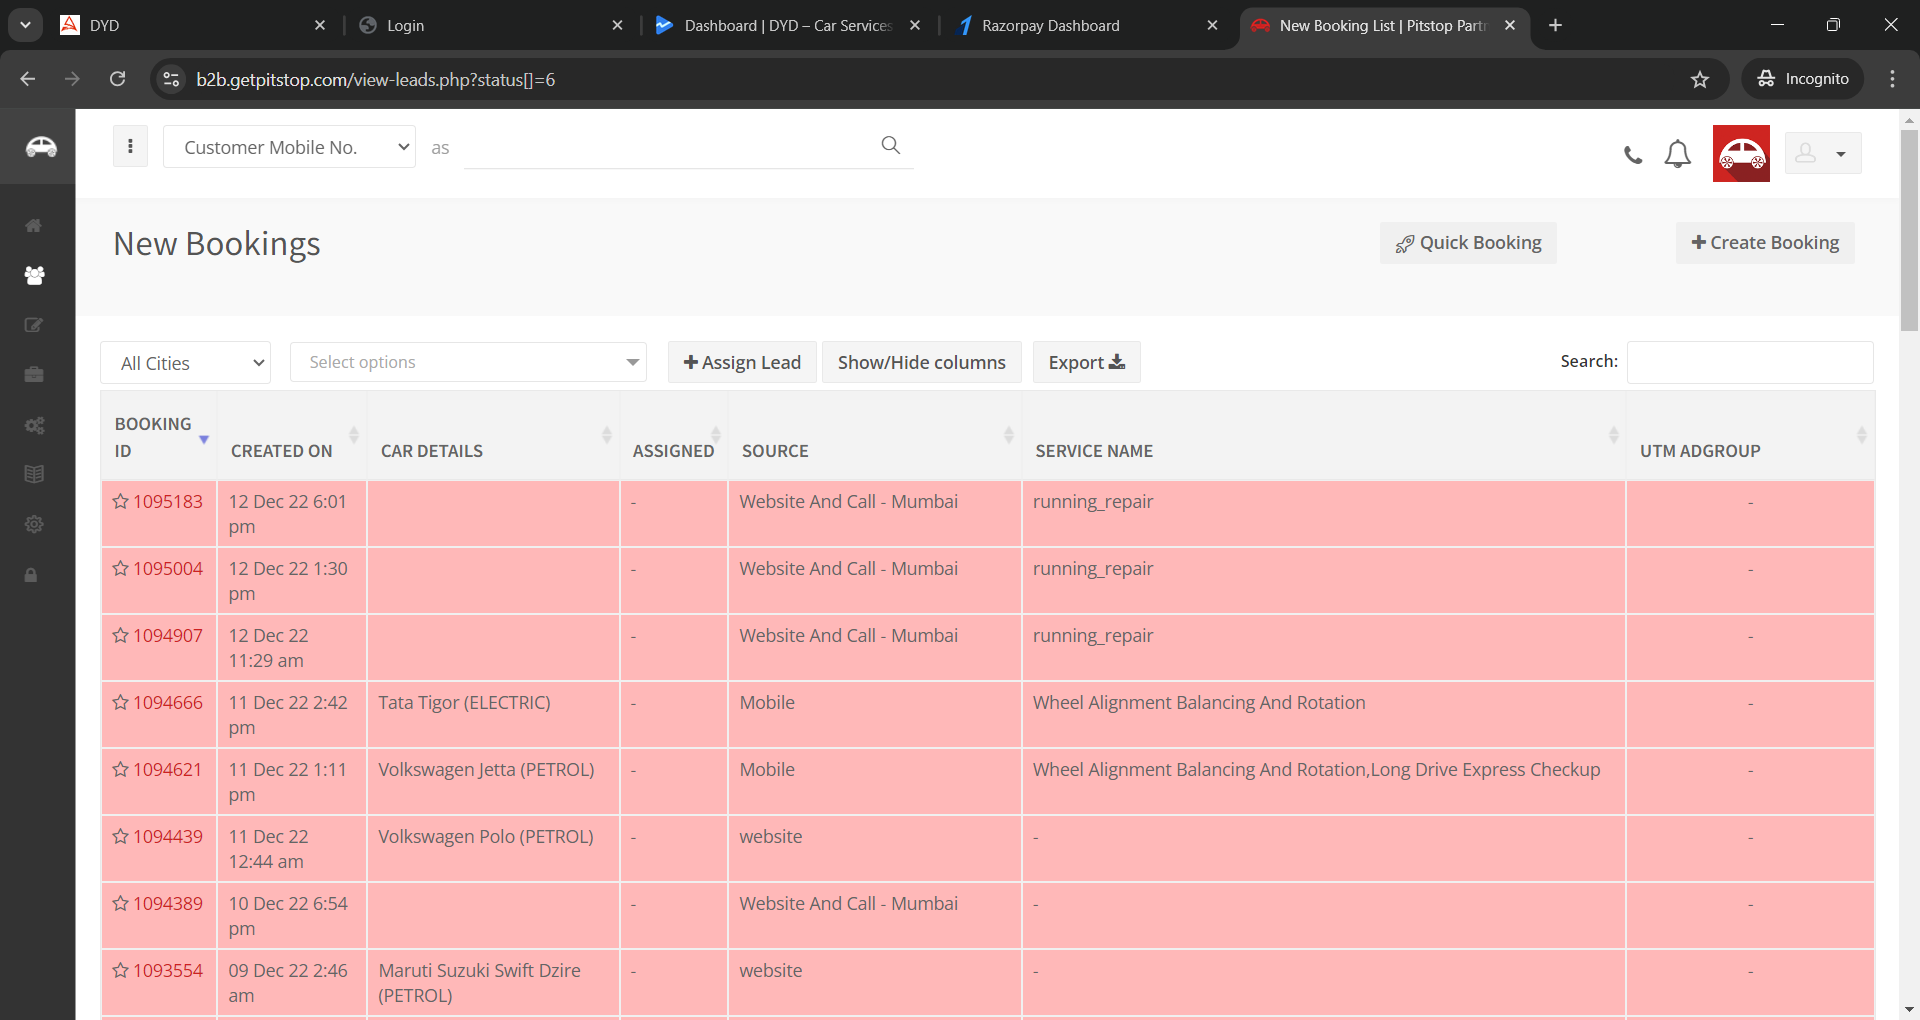 DYD
Login
Dashboard | DYD – Car Services
Razorpay Dashboard
New Booking List | Pitstop Partn
b2b.getpitstop.com/view-leads.php?status[]=6
Incognito
Customer Mobile No.
as
New Bookings
Quick Booking
Create Booking
All Cities
Select options
Assign Lead
Show/Hide columns
Export
Search:
BOOKING ID CREATED ON CAR DETAILS ASSIGNED SOURCE SERVICE NAME UTM ADGROUP
1095183 12 Dec 22 6:01 pm - Website And Call - Mumbai running_repair -
1095004 12 Dec 22 1:30 pm - Website And Call - Mumbai running_repair -
1094907 12 Dec 22 11:29 am - Website And Call - Mumbai running_repair -
1094666 11 Dec 22 2:42 pm Tata Tigor (ELECTRIC) - Mobile Wheel Alignment Balancing And Rotation -
1094621 11 Dec 22 1:11 pm Volkswagen Jetta (PETROL) - Mobile Wheel Alignment Balancing And Rotation,Long Drive Express Checkup -
1094439 11 Dec 22 12:44 am Volkswagen Polo (PETROL) - website - -
1094389 10 Dec 22 6:54 pm - Website And Call - Mumbai - -
1093554 09 Dec 22 2:46 am Maruti Suzuki Swift Dzire (PETROL) - website - -